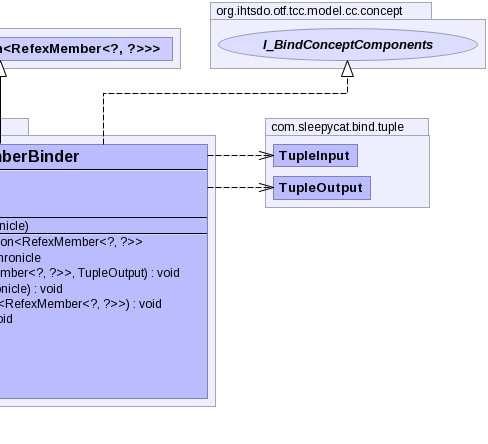 org.ihtsdo.otf.tcc.model.cc.concept
I_BindConceptComponents
n<RefexMember<?, ?>>>
com.sleepycat.bind.tuple
TupleInput
TupleOutput
berBinder
nicle)
on<RefexMember<?, ?>>
hronicle
mber<?, ?>>, TupleOutput) : void
onicle) : void
<RefexMember<?, ?>>) : void
oid